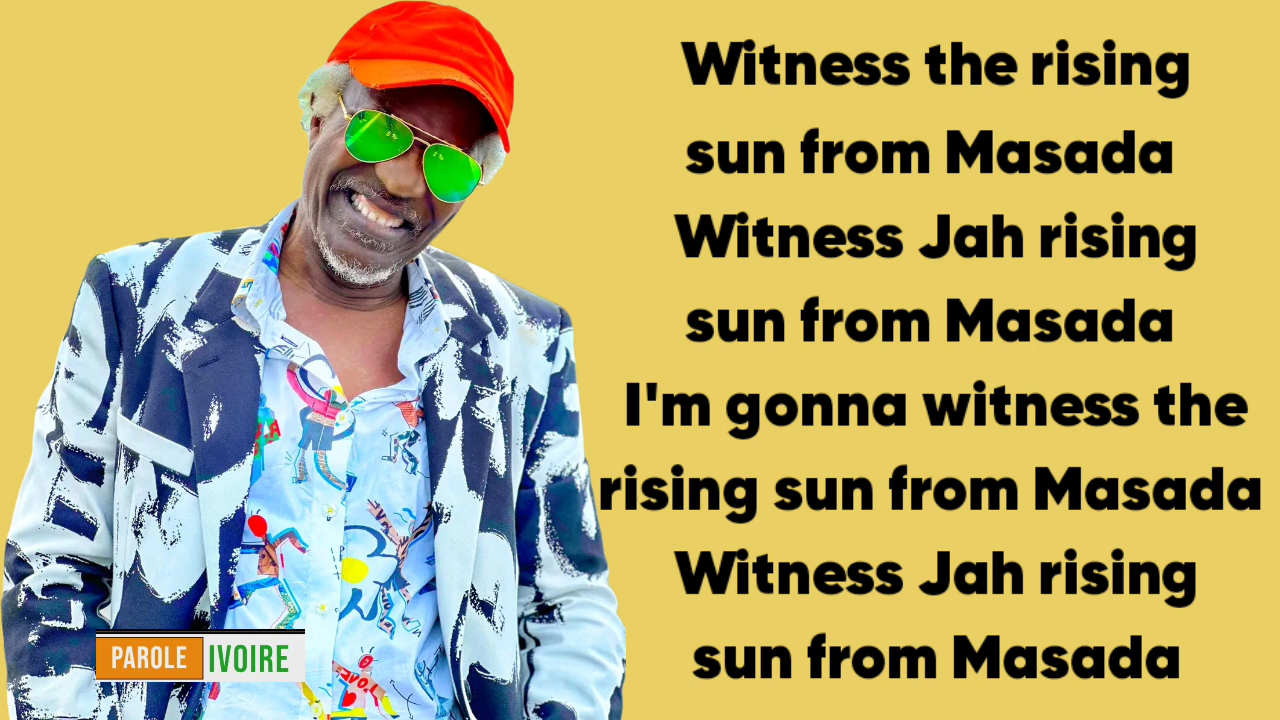 Witness the rising
sun from Masada
Witness Jah rising
sun from Masada
I'm gonna witness the
rising sun from Masada
Witness Jah rising
sun from Masada
PAROLE IVOIRE